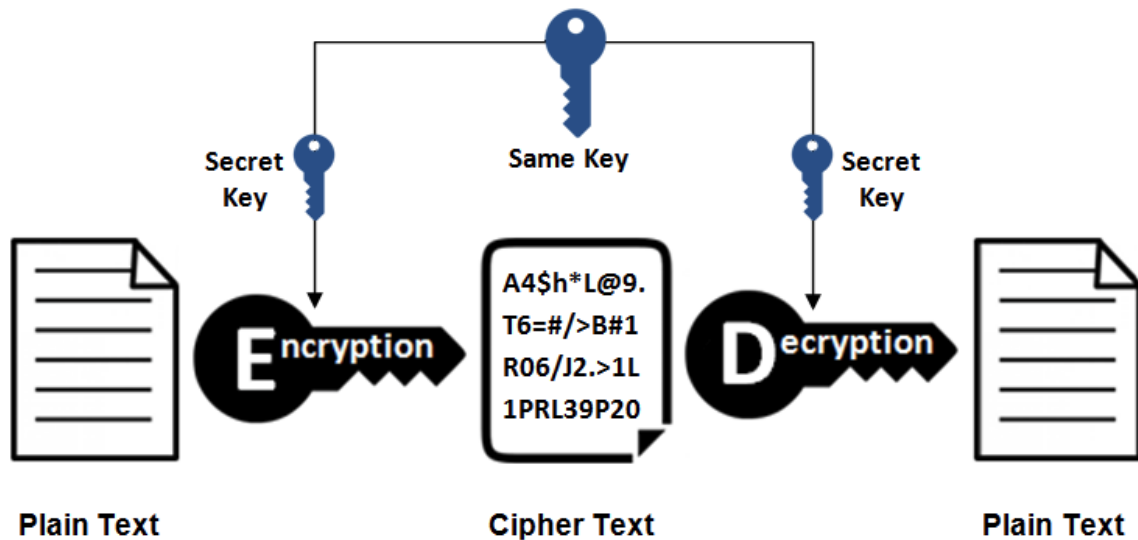 Same Key
Secret
Key
Secret
Key
Encryption
A4$h*L@9.
T6=#/>B#1
R06/J2.>1L
1PRL39P20
Decryption
Plain Text
Cipher Text
Plain Text